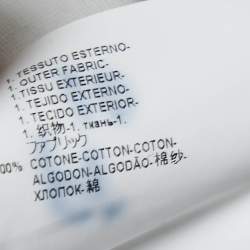 1. TESSUTO ESTERNO-
1. OUTER FABRIC-
1. TISSU EXTERIEUR-
1. TEJIDO EXTERNO-
1. TECIDO EXTERIOR-
1. 织物-1. ткань-1.
ファブリック
00% COTONE-COTTON-COTON-
ALGODON-ALGODÃO-棉纱-
ХЛОПОК-綿